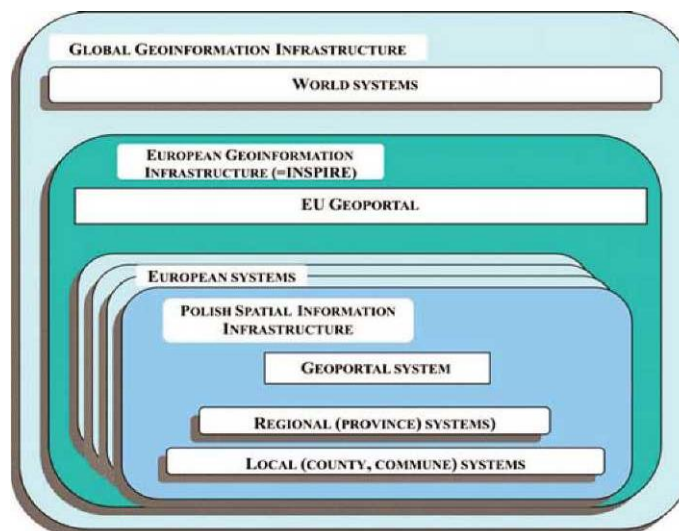 GLOBAL GEOINFORMATION INFRASTRUCTURE
WORLD SYSTEMS
EUROPEAN GEOINFORMATION
INFRASTRUCTURE (=INSPIRE)
EU GEOPORTAL
EUROPEAN SYSTEMS
POLISH SPATIAL INFORMATION
INFRASTRUCTURE
GEOPORTAL SYSTEM
REGIONAL (PROVINCE) SYSTEMS)
LOCAL (COUNTY, COMMUNE) SYSTEMS